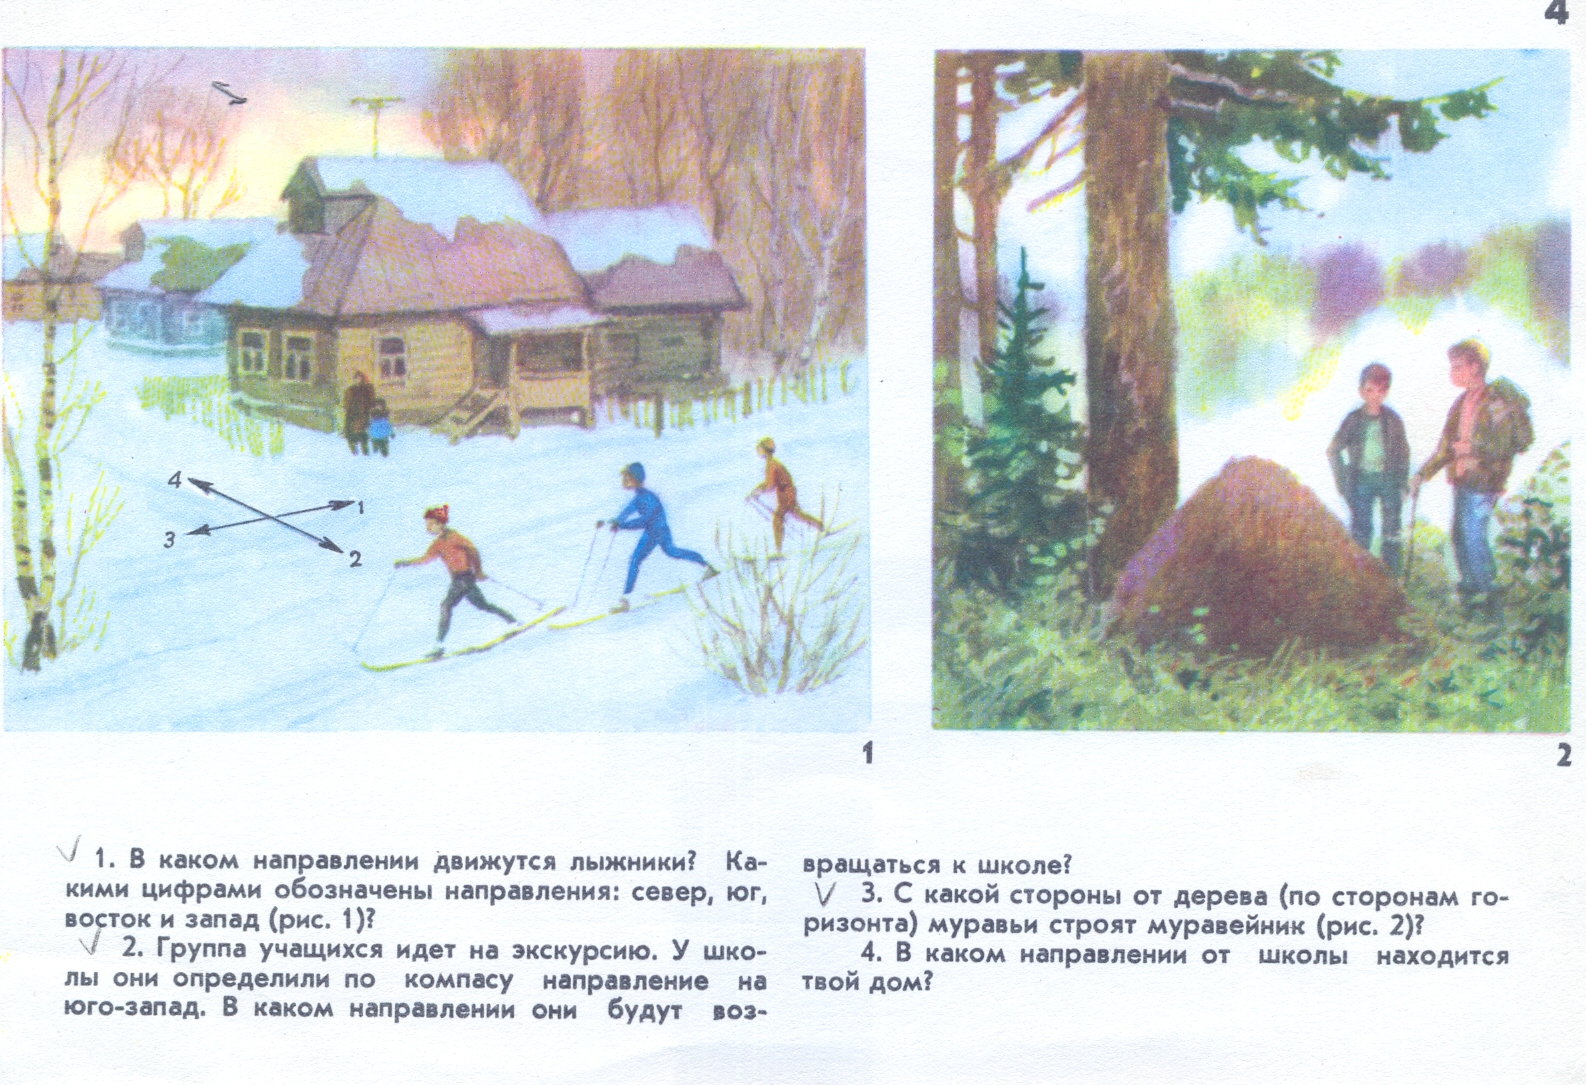 4
4
1
3
2
1
2
1. В каком направлении движутся лыжники? Ка-
кими цифрами обозначены направления: север, юг,
восток и запад (рис. 1)?
2. Группа учащихся идет на экскурсию. У шко-
лы они определили по компасу направление на
юго-запад. В каком направлении они будут воз-
вращаться к школе?
3. С какой стороны от дерева (по сторонам го-
ризонта) муравьи строят муравейник (рис. 2)?
4. В каком направлении от школы находится
твой дом?